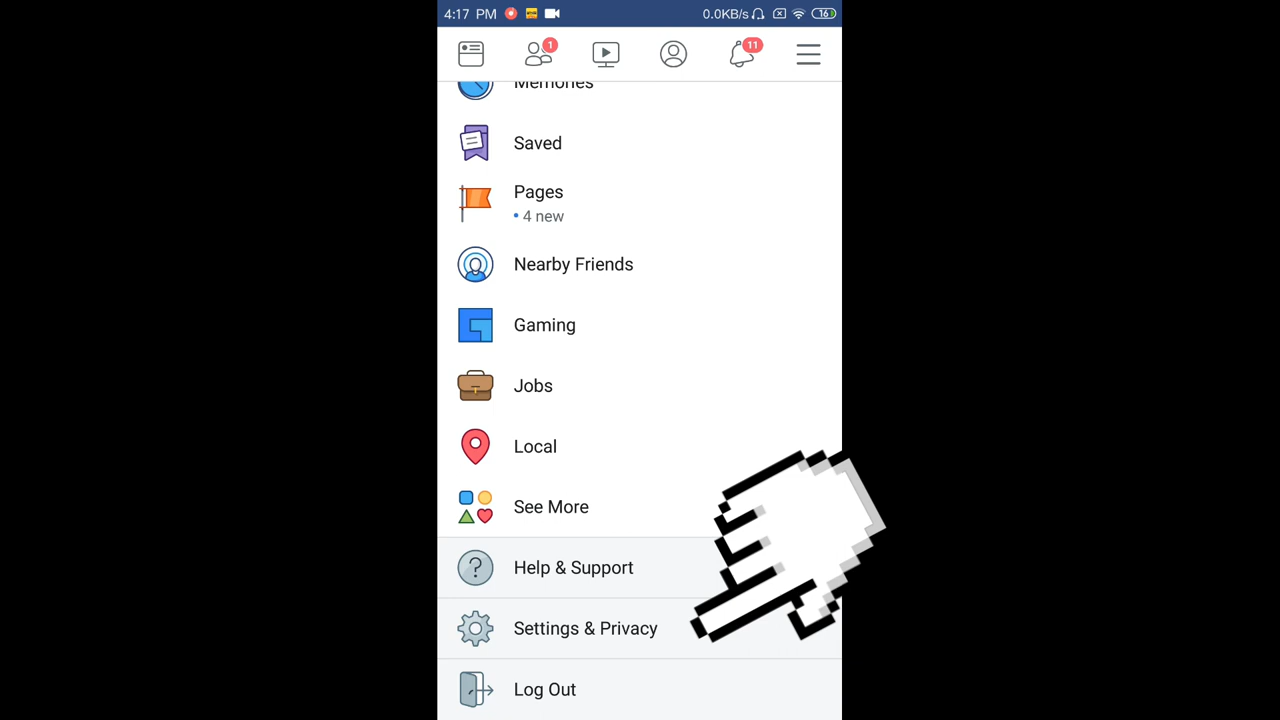 4:17 PM
0.0KB/s
16
1
11
Memories
Saved
Pages
• 4 new
Nearby Friends
Gaming
Jobs
Local
See More
Help & Support
Settings & Privacy
Log Out